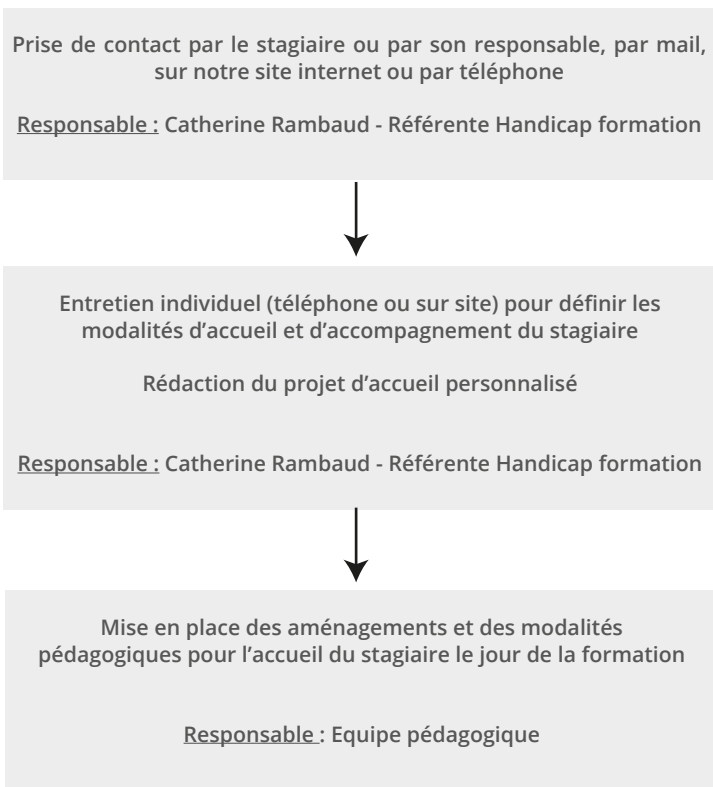 Prise de contact par le stagiaire ou par son responsable, par mail,
sur notre site internet ou par téléphone
Responsable : Catherine Rambaud - Référente Handicap formation
Entretien individuel (téléphone ou sur site) pour définir les
modalités d’accueil et d’accompagnement du stagiaire
Rédaction du projet d’accueil personnalisé
Responsable : Catherine Rambaud - Référente Handicap formation
Mise en place des aménagements et des modalités
pédagogiques pour l’accueil du stagiaire le jour de la formation
Responsable : Equipe pédagogique